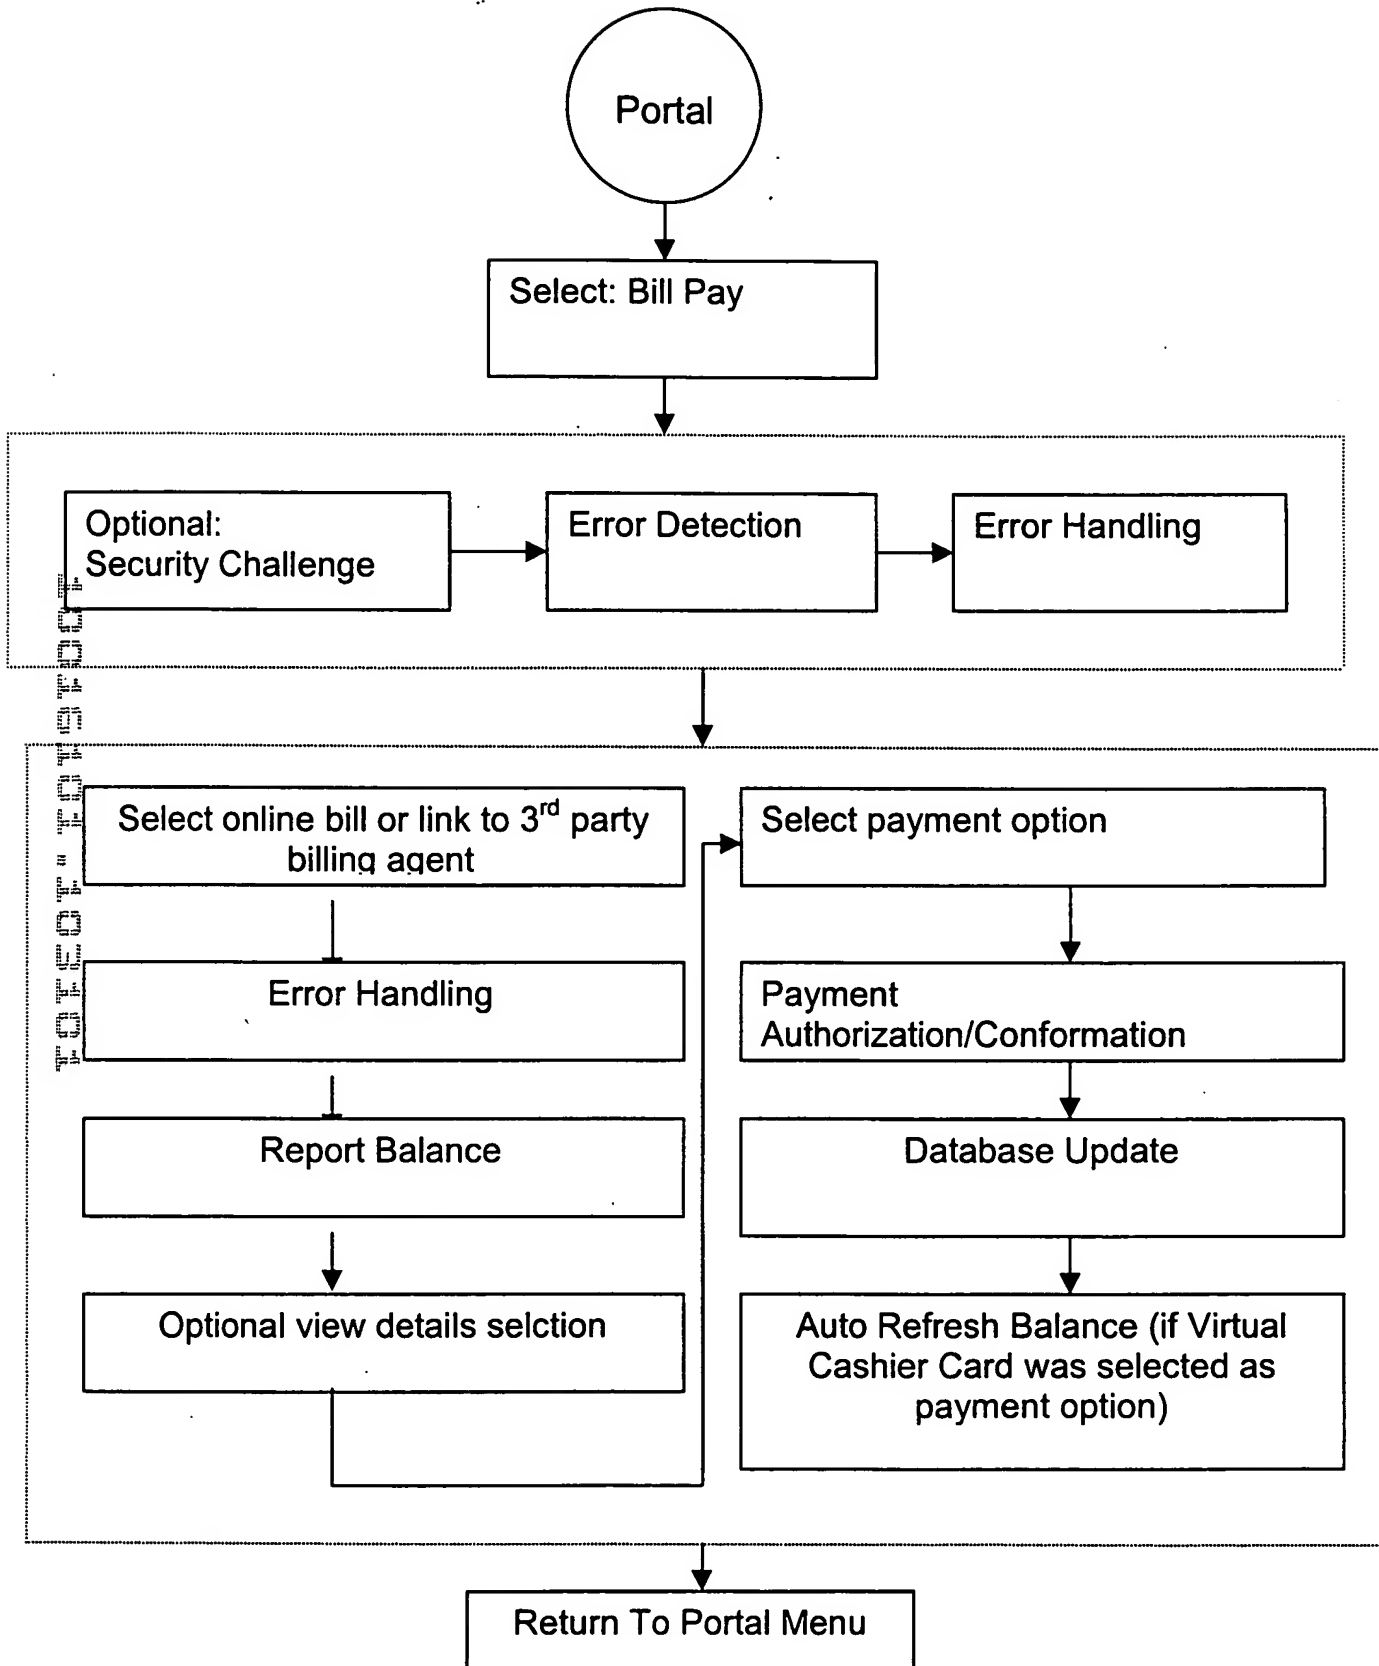 Portal
Select: Bill Pay
Optional:
Security Challenge
Error Detection
Error Handling
Select online bill or link to 3rd party
billing agent
Error Handling
Report Balance
Optional view details selction
Select payment option
Payment
Authorization/Conformation
Database Update
Auto Refresh Balance (if Virtual
Cashier Card was selected as
payment option)
Return To Portal Menu